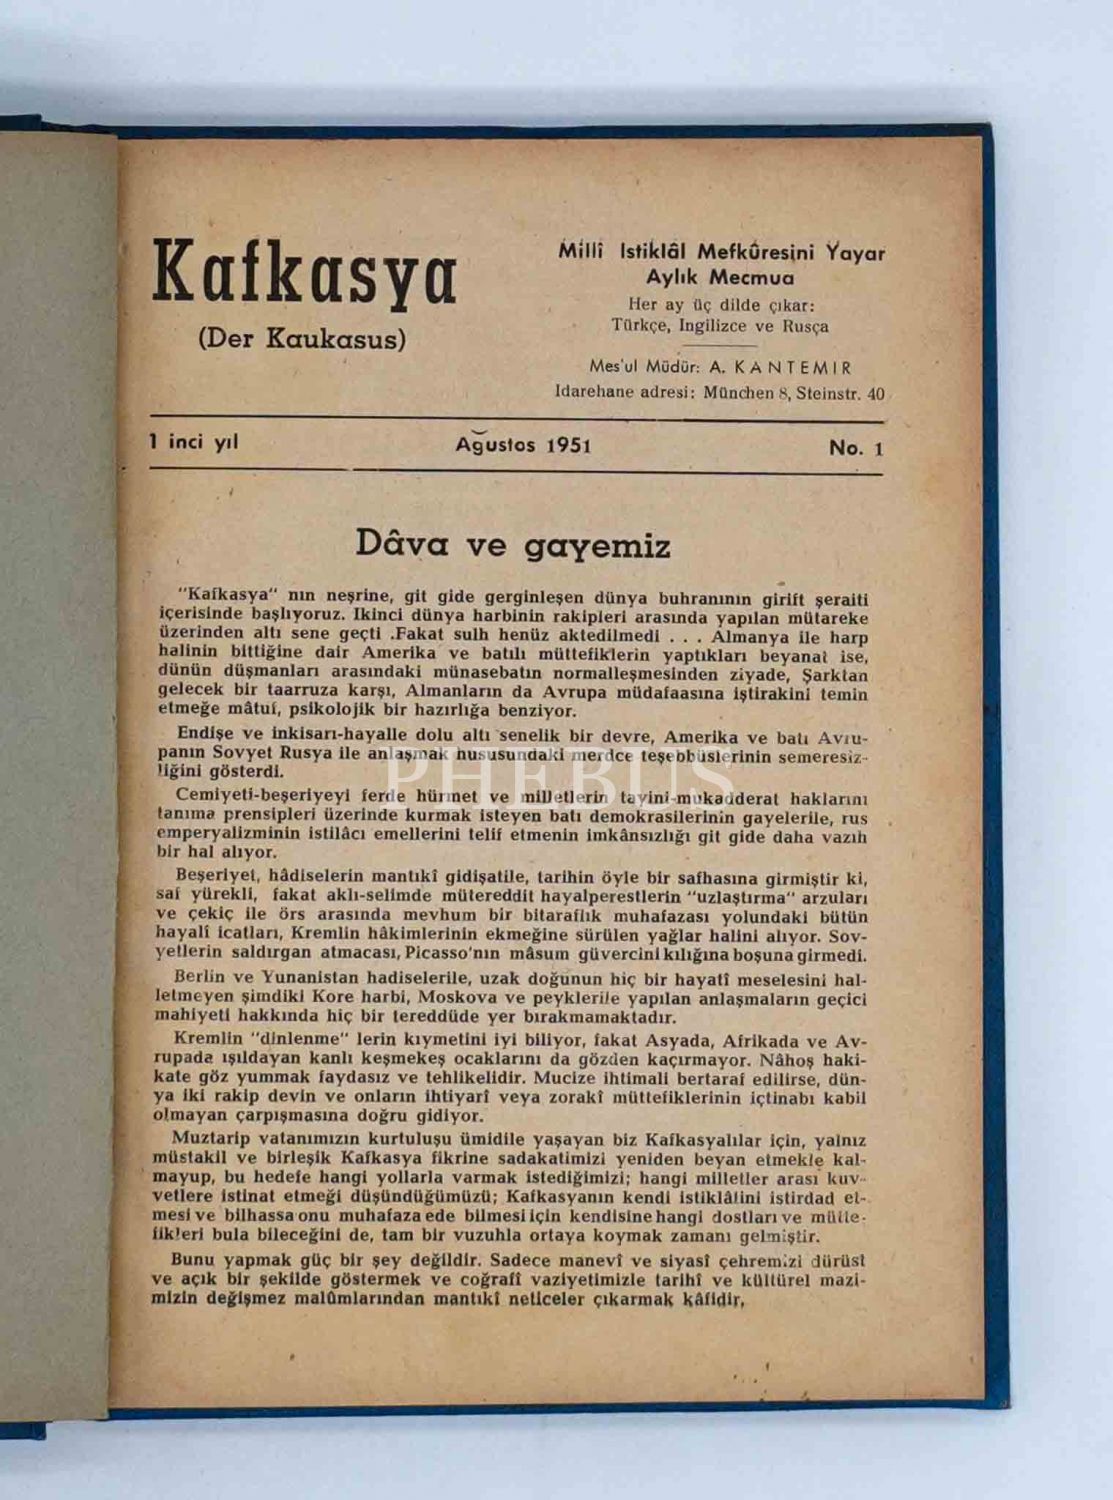 Kafkasya
(Der Kaukasus)
Millî Istiklâl Mefkûresini Yayar
Aylık Mecmua
Her ay üç dilde çıkar:
Türkçe, Ingilizce ve Rusça
Mes'ul Müdür: A. KANTEMIR
Idarehane adresi: München 8, Steinstr. 40
1 inci yıl
Ağustos 1951
No. 1
Dâva ve gayemiz
"Kafkasya" nın neşrine, git gide gerginleşen dünya buhranının girift şeraiti
içerisinde başlıyoruz. Ikinci dünya harbinin rakipleri arasında yapılan mütareke
üzerinden altı sene geçti .Fakat sulh henüz aktedilmedi . . . Almanya ile harp
halinin bittiğine dair Amerika ve batılı müttefiklerin yaptıkları beyanat ise,
dünün düşmanları arasındaki münasebatın normalleşmesinden ziyade, Şarktan
gelecek bir taarruza karşı, Almanların da Avrupa müdafaasına iştirakini temin
etmeğe mâtuf, psikolojik bir hazırlığa benziyor.
Endişe ve inkisarı-hayalle dolu altı senelik bir devre, Amerika ve batı Avru-
panın Sovyet Rusya ile anlaşmak hususundaki merdce teşebbüslerinin semeresiz-
liğini gösterdi.
Cemiyeti-beşeriyeyi ferde hürmet ve milletlerin tayini-mukadderat haklarını
tanıma prensipleri üzerinde kurmak isteyen batı demokrasilerinin gayelerile, rus
emperyalizminin istilâcı emellerini telif etmenin imkânsızlığı git gide daha vazıh
bir hal alıyor.
Beşeriyet, hâdiselerin mantıkî gidişatile, tarihin öyle bir safhasına girmiştir ki,
saf yürekli, fakat aklı-selimde mütereddit hayalperestlerin "uzlaştırma" arzuları
ve çekiç ile örs arasında mevhum bir bitaraflık muhafazası yolundaki bütün
hayalî icatları, Kremlin hâkimlerinin ekmeğine sürülen yağlar halini alıyor. Sov-
yetlerin saldırgan atmacası, Picasso'nın mâsum güvercini kılığına boşuna girmedi.
Berlin ve Yunanistan hadiselerile, uzak doğunun hiç bir hayatî meselesini hal-
letmeyen şimdiki Kore harbi, Moskova ve peyklerile yapılan anlaşmaların geçici
mahiyeti hakkında hiç bir tereddüde yer bırakmamaktadır.
Kremlin "dinlenme" lerin kıymetini iyi biliyor, fakat Asyada, Afrikada ve Av-
rupada ışıldayan kanlı keşmekeş ocaklarını da gözden kaçırmayor. Nâhoş haki-
kate göz yummak faydasız ve tehlikelidir. Mucize ihtimali bertaraf edilirse, dün-
ya iki rakip devin ve onların ihtiyarî veya zorakî müttefiklerinin içtinabı kabil
olmayan çarpışmasına doğru gidiyor.
Muztarip vatanımızın kurtuluşu ümidile yaşayan biz Kafkasyalılar için, yalnız
müstakil ve birleşik Kafkasya fikrine sadakatimizi yeniden beyan etmekle kal-
mayup, bu hedefe hangi yollarla varmak istediğimizi; hangi milletler arası kuv-
vetlere istinat etmeği düşündüğümüzü; Kafkasyanın kendi istiklâlini istirdad et-
mesi ve bilhassa onu muhafaza ede bilmesi için kendisine hangi dostları ve mütte-
fikleri bula bileceğini de, tam bir vuzuhla ortaya koymak zamanı gelmiştir.
Bunu yapmak güç bir şey değildir. Sadece manevî ve siyasî çehremizi dürüst
ve açık bir şekilde göstermek ve coğrafî vaziyetimizle tarihî ve kültürel mazi-
mizin değişmez malûmlarından mantıkî neticeler çıkarmak kâfidir,
PHEBUS